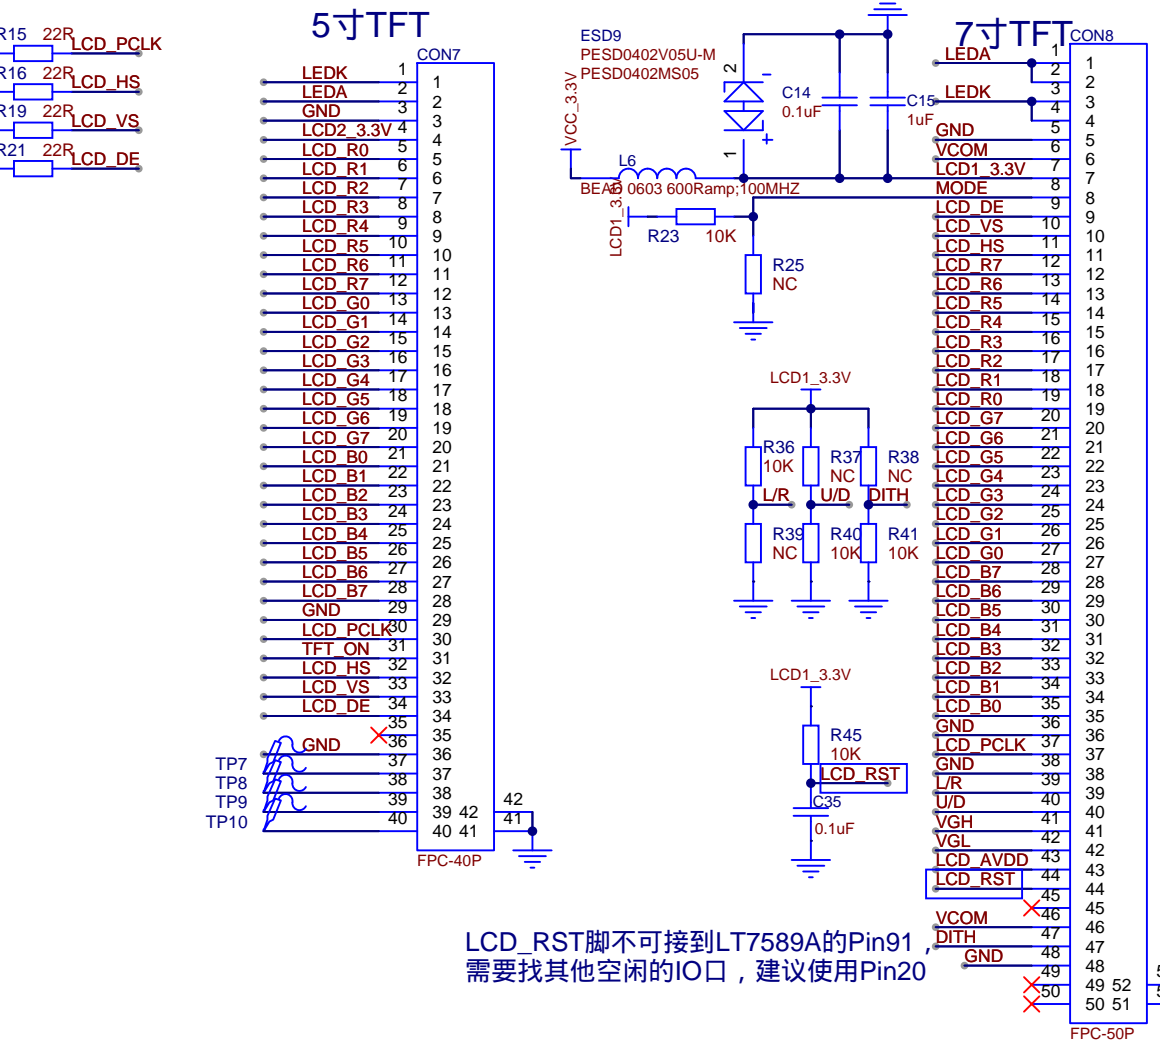 R15 22R LCD_PCLK
R16 22R LCD_HS
R19 22R LCD_VS
R21 22R LCD_DE
5寸TFT
CON7
LEDK 1 1
LEDA 2 2
GND 3 3
LCD2_3.3V 4 4
LCD_R0 5 5
LCD_R1 6 6
LCD_R2 7 7
LCD_R3 8 8
LCD_R4 9 9
LCD_R5 10 10
LCD_R6 11 11
LCD_R7 12 12
LCD_G0 13 13
LCD_G1 14 14
LCD_G2 15 15
LCD_G3 16 16
LCD_G4 17 17
LCD_G5 18 18
LCD_G6 19 19
LCD_G7 20 20
LCD_B0 21 21
LCD_B1 22 22
LCD_B2 23 23
LCD_B3 24 24
LCD_B4 25 25
LCD_B5 26 26
LCD_B6 27 27
LCD_B7 28 28
GND 29 29
LCD_PCLK 30 30
TFT_ON 31 31
LCD_HS 32 32
LCD_VS 33 33
LCD_DE 34 34
35 35
GND 36 36
TP7 37 37
TP8 38 38
TP9 39 39 42 42
TP10 40 40 41 41
FPC-40P
ESD9
PESD0402V05U-M
PESD0402MS05
2
1
C14
0.1uF
C15
1uF
VCC_3.3V
L6
BEAD 0603 600Ramp;100MHZ
LCD1_3.3V
R23 10K
R25
NC
LCD1_3.3V
R36
10K
R37
NC
R38
NC
L/R U/D DITH
R39
NC
R40
10K
R41
10K
LCD1_3.3V
R45
10K
LCD_RST
C35
0.1uF
7寸TFT
CON8
LEDA 1 1
2 2
LEDK 3 3
4 4
GND 5 5
VCOM 6 6
LCD1_3.3V 7 7
MODE 8 8
LCD_DE 9 9
LCD_VS 10 10
LCD_HS 11 11
LCD_R7 12 12
LCD_R6 13 13
LCD_R5 14 14
LCD_R4 15 15
LCD_R3 16 16
LCD_R2 17 17
LCD_R1 18 18
LCD_R0 19 19
LCD_G7 20 20
LCD_G6 21 21
LCD_G5 22 22
LCD_G4 23 23
LCD_G3 24 24
LCD_G2 25 25
LCD_G1 26 26
LCD_G0 27 27
LCD_B7 28 28
LCD_B6 29 29
LCD_B5 30 30
LCD_B4 31 31
LCD_B3 32 32
LCD_B2 33 33
LCD_B1 34 34
LCD_B0 35 35
GND 36 36
LCD_PCLK 37 37
GND 38 38
L/R 39 39
U/D 40 40
VGH 41 41
VGL 42 42
LCD_AVDD 43 43
LCD_RST 44 44
45 45
VCOM 46 46
DITH 47 47
GND 48 48
49 49 52
50 50 51
FPC-50P
LCD_RST脚不可接到LT7589A的Pin91，
需要找其他空闲的IO口，建议使用Pin20